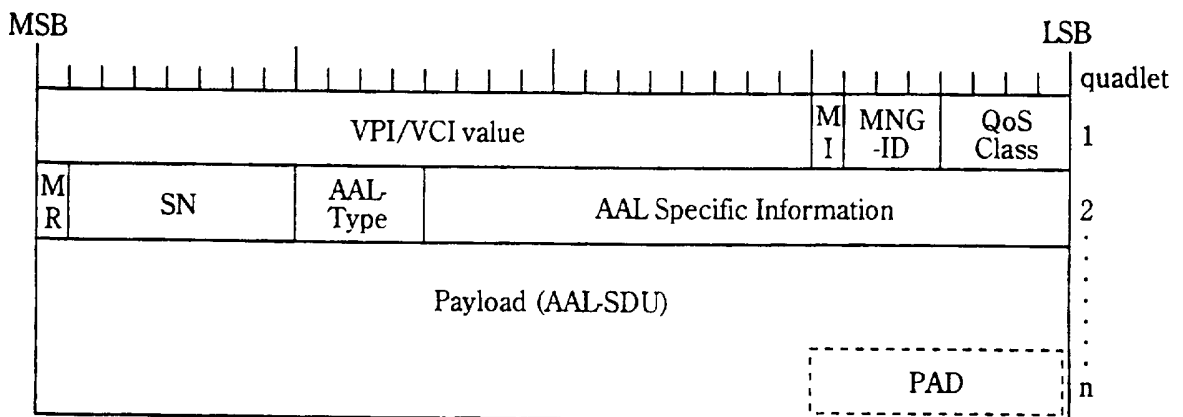 MSB
LSB
quadlet
VPI/VCI value
M
I
MNG
-ID
QoS
Class
1
M
R
SN
AAL-
Type
AAL Specific Information
2
Payload (AAL-SDU)
PAD
n